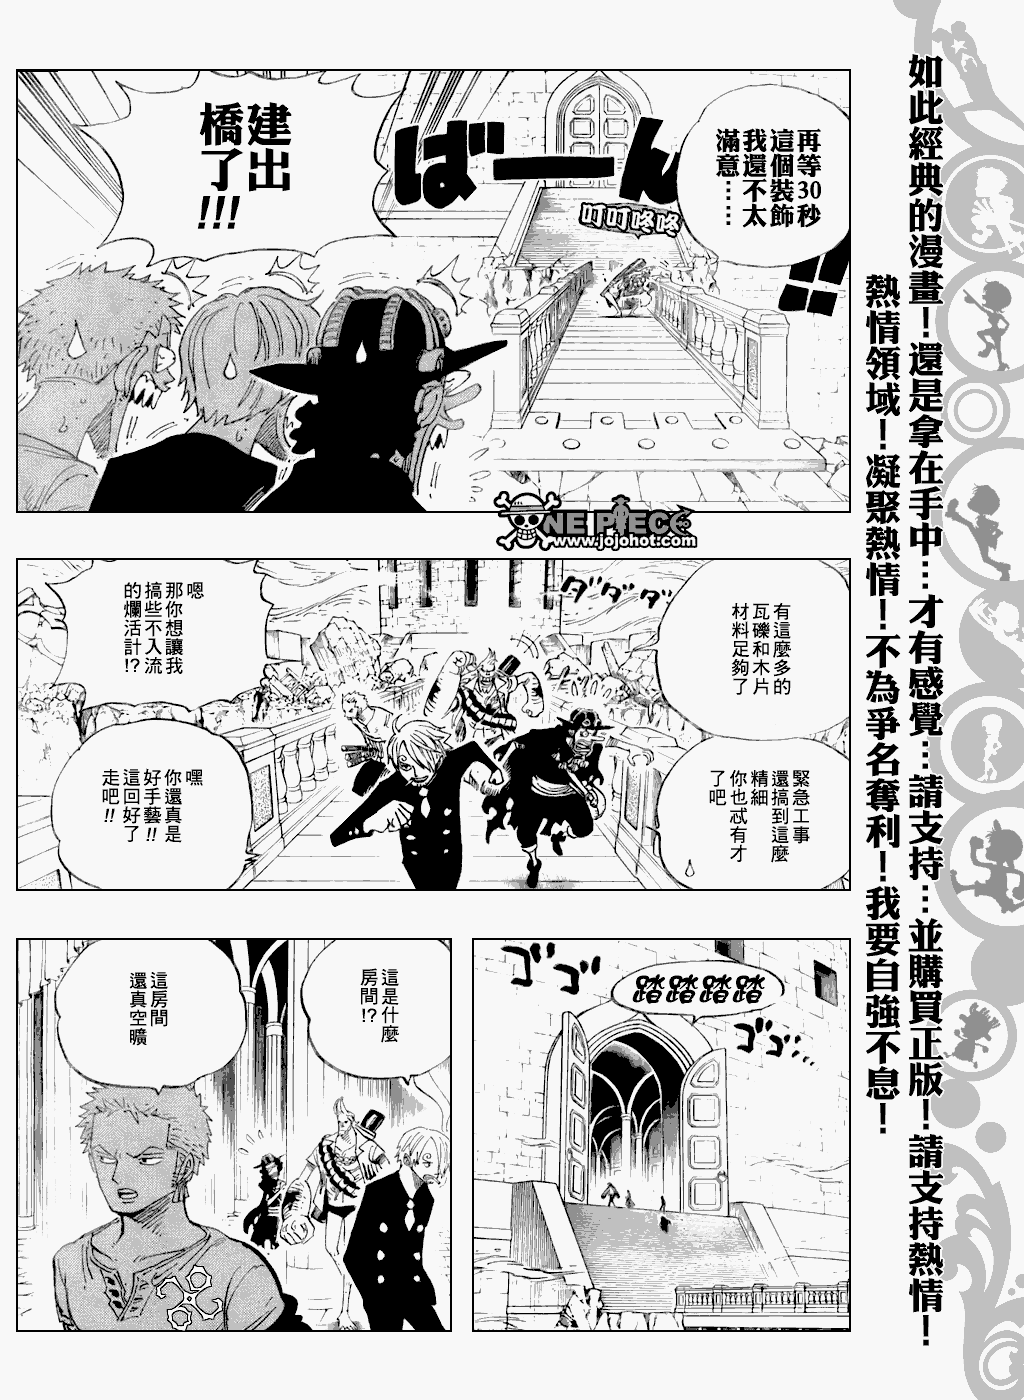 如此經典的漫畫！還是拿在手中…才有感覺…請支持…並購買正版！請支持熱情！
熱情領域！凝聚熱情！不為爭名奪利！我要自強不息！
再等30秒
這個裝飾
我還不太
滿意……
叮叮咚咚
!!
ばーん
建出
橋了!!!
ONE PIECE
www.jojohot.com
有這麼多的
瓦礫和木片
材料足夠了
ダダダ
嗯
那你想讓我
搞些不入流
的爛活計!?
緊急工事
還搞到這麼
精細
你也忒有才
了吧
嘿
你還真是
好手藝!!
這回好了
走吧!!
ゴゴ
踏踏踏踏
ゴゴ…
這是什麼
房間!?
這房間
還真空曠